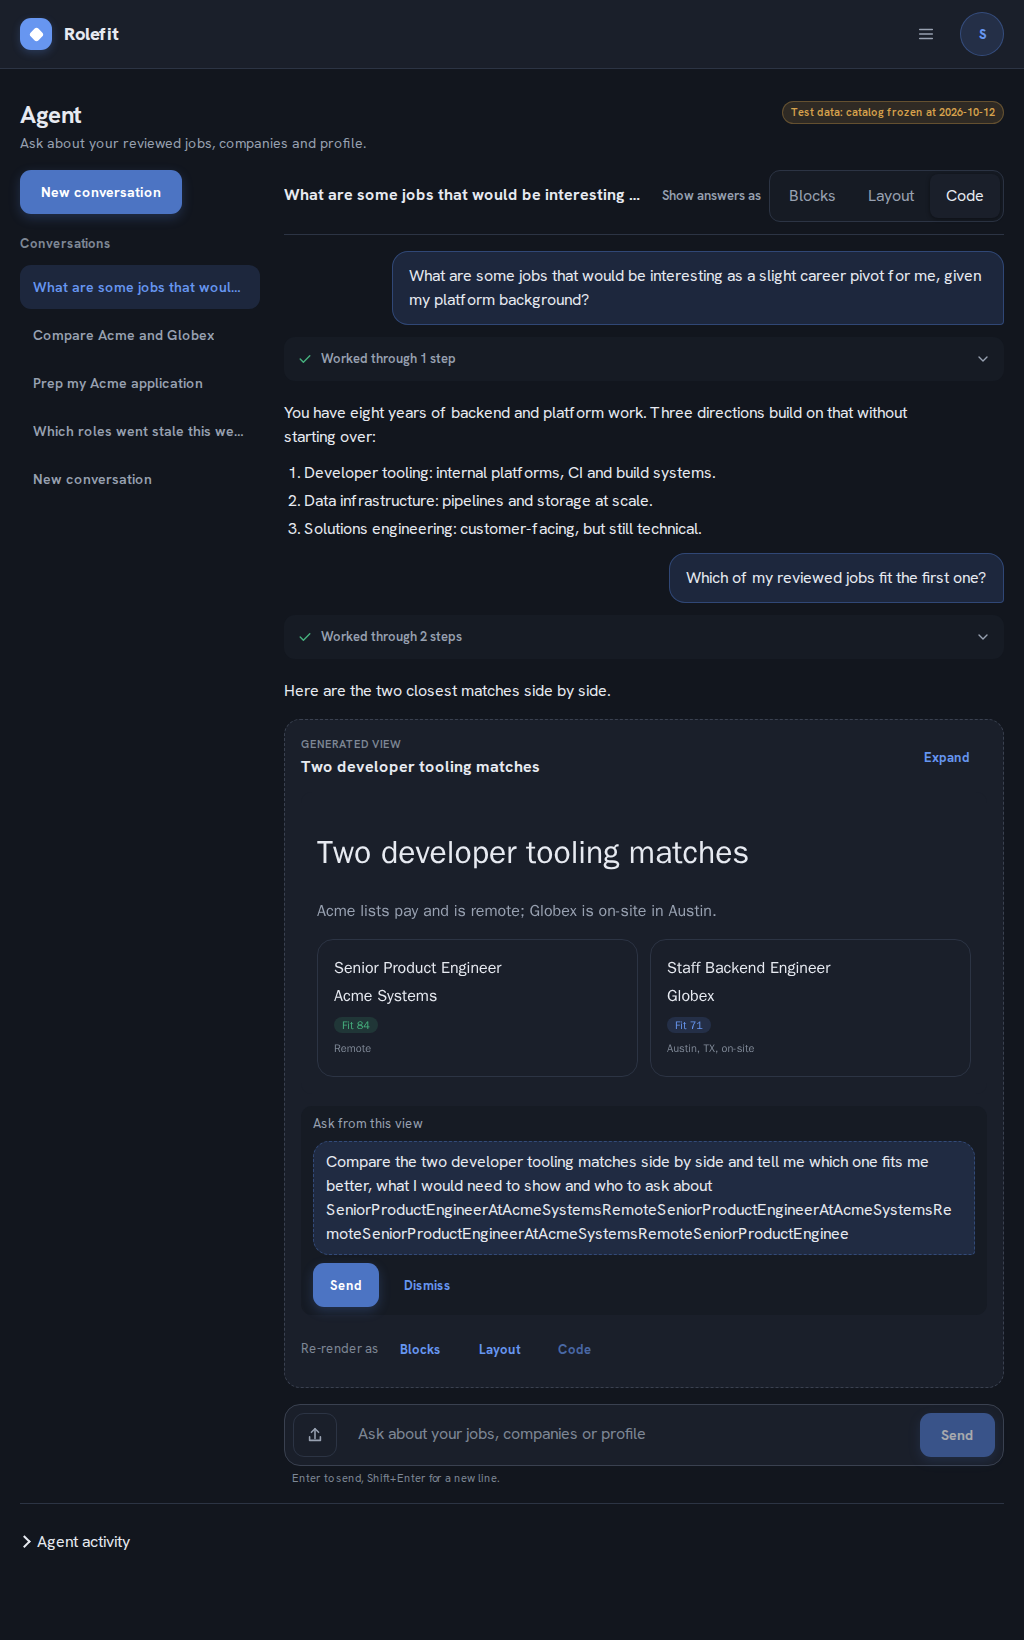 Rolefit
S
Agent
Test data: catalog frozen at 2026-10-12
Ask about your reviewed jobs, companies and profile.
New conversation
Conversations
What are some jobs that woul...
Compare Acme and Globex
Prep my Acme application
Which roles went stale this we...
New conversation
What are some jobs that would be interesting ...
Show answers as
Blocks
Layout
Code
What are some jobs that would be interesting as a slight career pivot for me, given
my platform background?
Worked through 1 step
You have eight years of backend and platform work. Three directions build on that without
starting over:
1. Developer tooling: internal platforms, CI and build systems.
2. Data infrastructure: pipelines and storage at scale.
3. Solutions engineering: customer-facing, but still technical.
Which of my reviewed jobs fit the first one?
Worked through 2 steps
Here are the two closest matches side by side.
GENERATED VIEW
Two developer tooling matches
Expand
Two developer tooling matches
Acme lists pay and is remote; Globex is on-site in Austin.
Senior Product Engineer
Acme Systems
Fit 84
Remote
Staff Backend Engineer
Globex
Fit 71
Austin, TX, on-site
Ask from this view
Compare the two developer tooling matches side by side and tell me which one fits me
better, what I would need to show and who to ask about
SeniorProductEngineerAtAcmeSystemsRemoteSeniorProductEngineerAtAcmeSystemsRe
moteSeniorProductEngineerAtAcmeSystemsRemoteSeniorProductEnginee
Send
Dismiss
Re-render as
Blocks
Layout
Code
Ask about your jobs, companies or profile
Send
Enter to send, Shift+Enter for a new line.
Agent activity